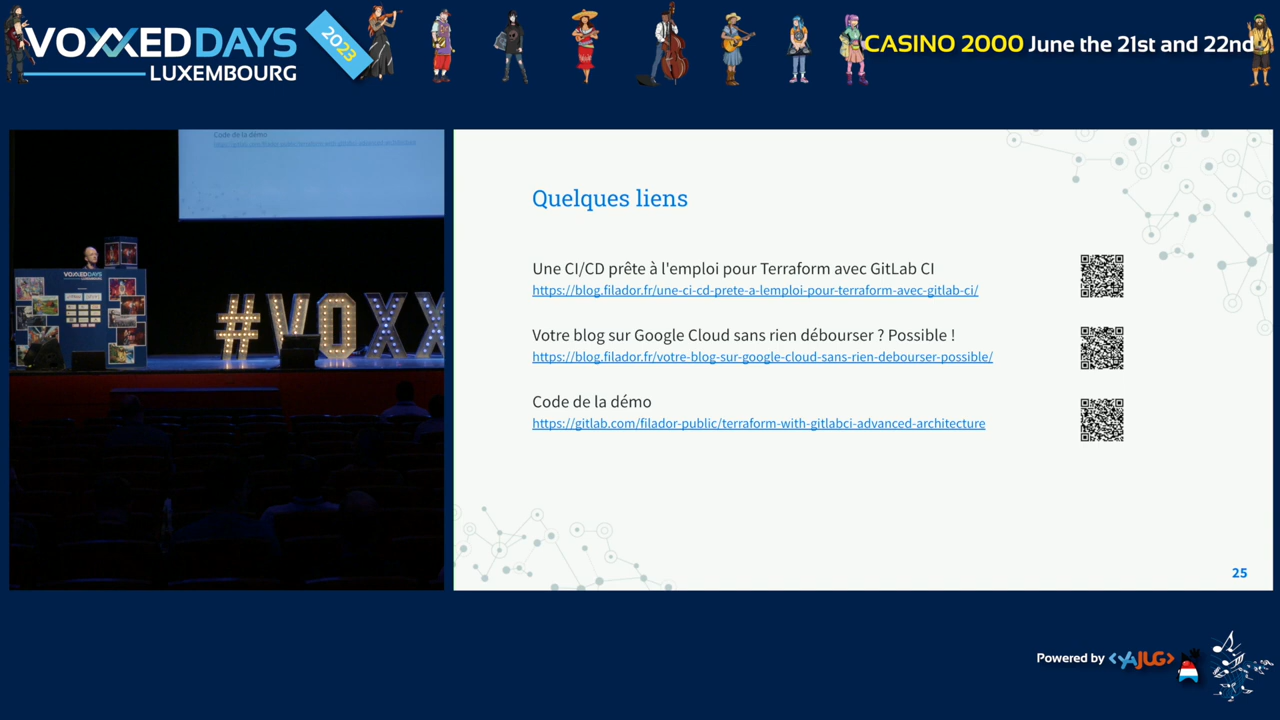 VOXXED DAYS
LUXEMBOURG
2023
CASINO 2000 June the 21st and 22nd
Code de la démo
VOXXED DAYS
#VOXX
Quelques liens
Une CI/CD prête à l'emploi pour Terraform avec GitLab CI
https://blog.filador.fr/une-ci-cd-prete-a-lemploi-pour-terraform-avec-gitlab-ci/
Votre blog sur Google Cloud sans rien débourser ? Possible !
https://blog.filador.fr/votre-blog-sur-google-cloud-sans-rien-debourser-possible/
Code de la démo
https://gitlab.com/filador-public/terraform-with-gitlabci-advanced-architecture
25
Powered by <YAJUG>